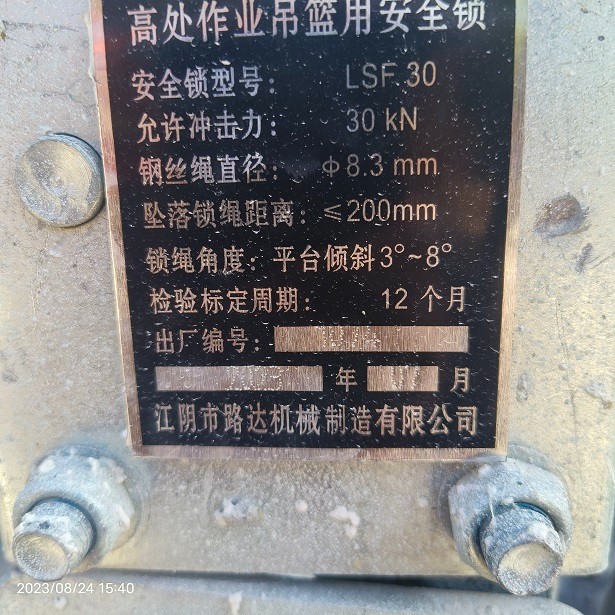 高处作业吊篮用安全锁
安全锁型号: LSF 30
允许冲击力: 30 kN
钢丝绳直径: φ8.3 mm
坠落锁绳距离: ≤200mm
锁绳角度: 平台倾斜 3°~8°
检验标定周期: 12 个月
出厂编号:
年 月
江阴市路达机械制造有限公司
2023/08/24 15:40